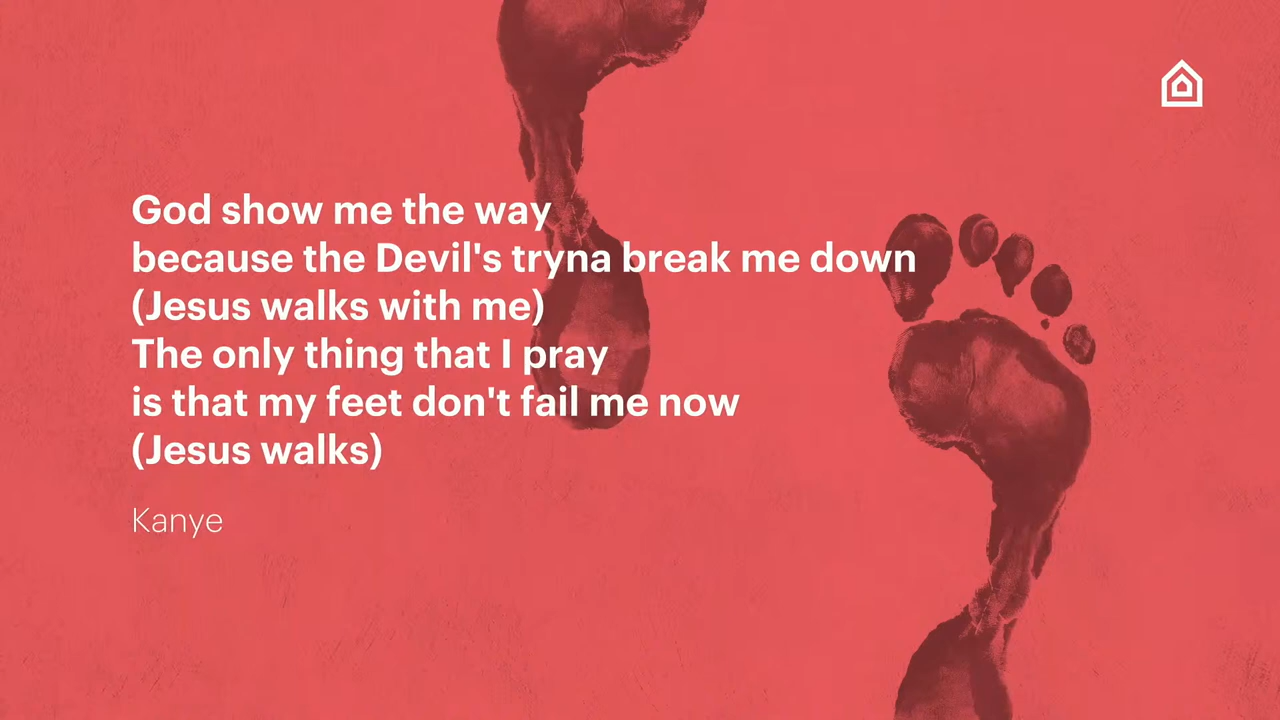 God show me the way
because the Devil's tryna break me down
(Jesus walks with me)
The only thing that I pray
is that my feet don't fail me now
(Jesus walks)
Kanye